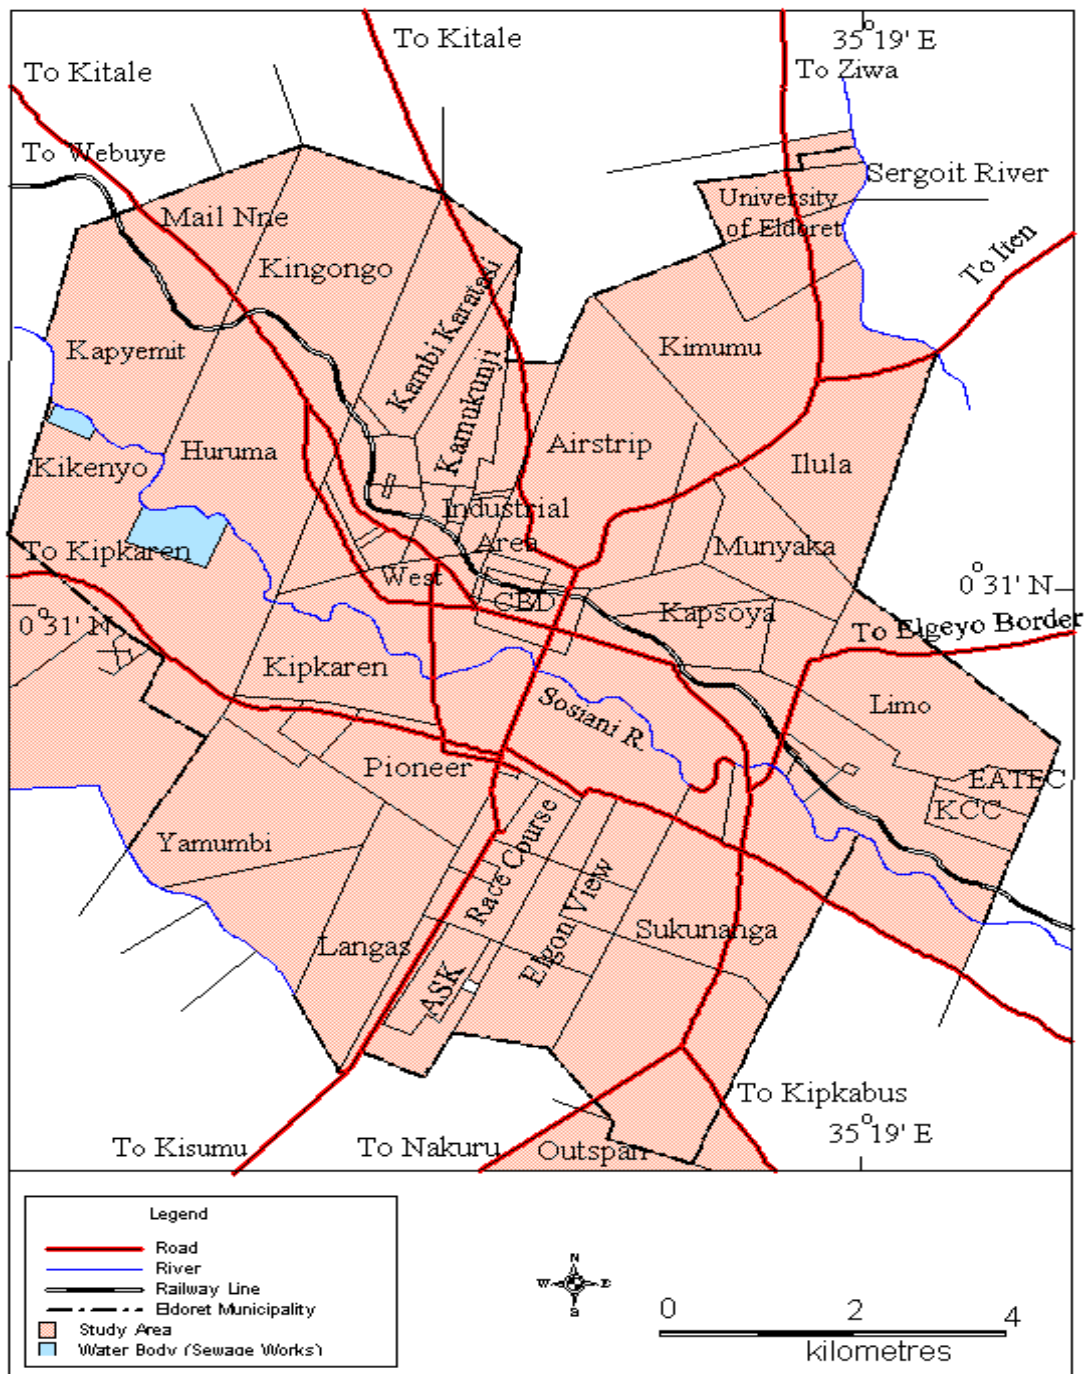 To Kitale
35°19' E
To Kitale
To Ziwa
To Webuye
Sergoit River
University
of Eldoret
Mail Nne
To Iten
Kingongo
Kambi Karatasi
Kapyemit
Kimumu
Kamukunji
Airstrip
Huruma
Ilula
Kikenyo
Industrial
Area
To Kipkaren
Munyaka
West
0°31' N
CBD
Kapsoya
0°31' N
To Elgeyo Border
Kipkaren
Sosiani R.
Limo
Pioneer
EATEC
KCC
Race Course
Yamumbi
Elgon View
Sukunanga
Langas
ASK
To Kipkabus
35°19' E
To Kisumu
To Nakuru
Outspan
Legend
Road
River
Railway Line
Eldoret Municipality
Study Area
Water Body (Sewage Works)
N
W
E
S
0
2
4
kilometres